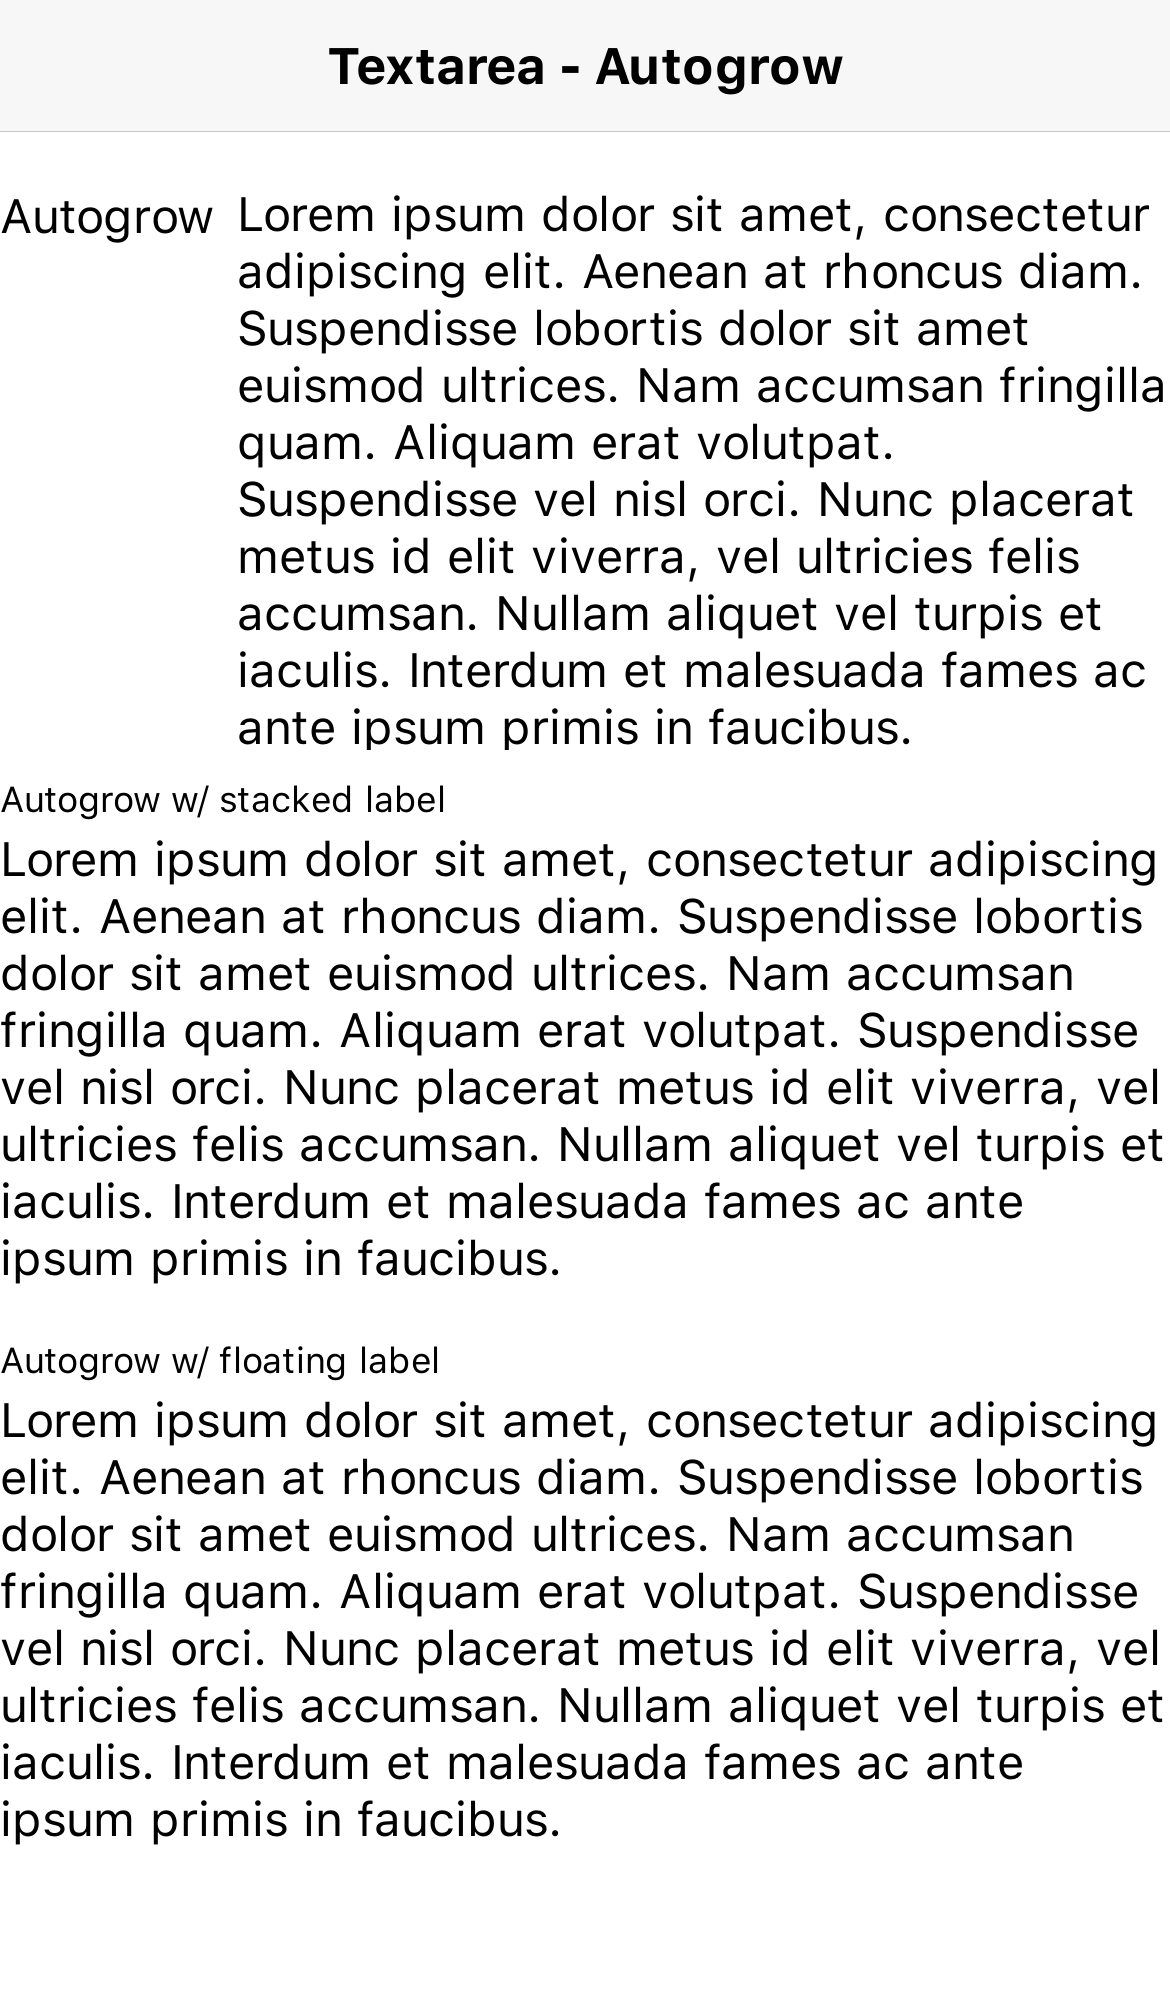 Textarea - Autogrow
Autogrow Lorem ipsum dolor sit amet, consectetur
adipiscing elit. Aenean at rhoncus diam.
Suspendisse lobortis dolor sit amet
euismod ultrices. Nam accumsan fringilla
quam. Aliquam erat volutpat.
Suspendisse vel nisl orci. Nunc placerat
metus id elit viverra, vel ultricies felis
accumsan. Nullam aliquet vel turpis et
iaculis. Interdum et malesuada fames ac
ante ipsum primis in faucibus.
Autogrow w/ stacked label
Lorem ipsum dolor sit amet, consectetur adipiscing
elit. Aenean at rhoncus diam. Suspendisse lobortis
dolor sit amet euismod ultrices. Nam accumsan
fringilla quam. Aliquam erat volutpat. Suspendisse
vel nisl orci. Nunc placerat metus id elit viverra, vel
ultricies felis accumsan. Nullam aliquet vel turpis et
iaculis. Interdum et malesuada fames ac ante
ipsum primis in faucibus.
Autogrow w/ floating label
Lorem ipsum dolor sit amet, consectetur adipiscing
elit. Aenean at rhoncus diam. Suspendisse lobortis
dolor sit amet euismod ultrices. Nam accumsan
fringilla quam. Aliquam erat volutpat. Suspendisse
vel nisl orci. Nunc placerat metus id elit viverra, vel
ultricies felis accumsan. Nullam aliquet vel turpis et
iaculis. Interdum et malesuada fames ac ante
ipsum primis in faucibus.